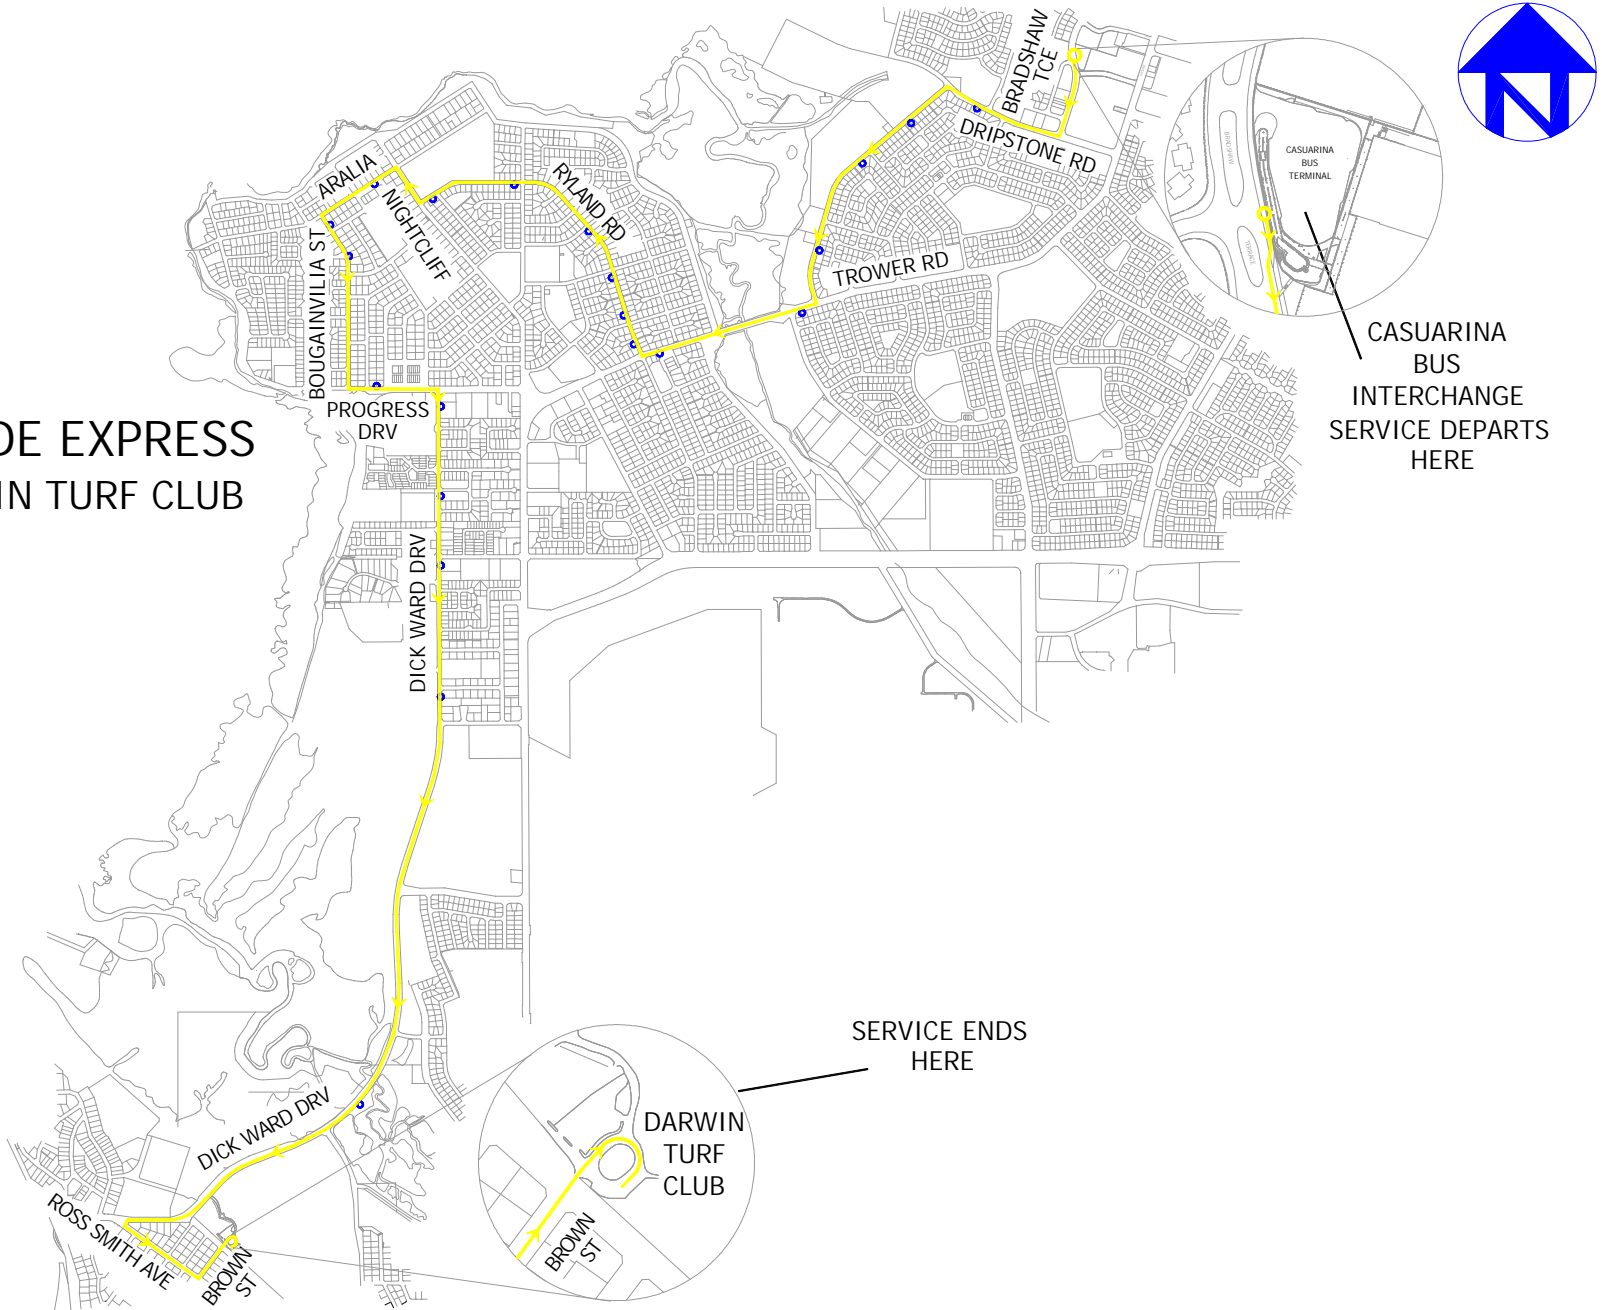 BRADSHAW
TCE
DRIPSTONE RD
TROWER RD
RYLAND RD
NIGHTCLIFF
ARALIA
BOUGAINVILIA ST
PROGRESS
DRV
DE EXPRESS
IN TURF CLUB
DICK WARD DRV
DICK WARD DRV
ROSS SMITH AVE
BROWN
ST
BRADSHAW
TERRACE
CASUARINA
BUS
TERMINAL
CASUARINA
BUS
INTERCHANGE
SERVICE DEPARTS
HERE
SERVICE ENDS
HERE
DARWIN
TURF
CLUB
BROWN
ST
N